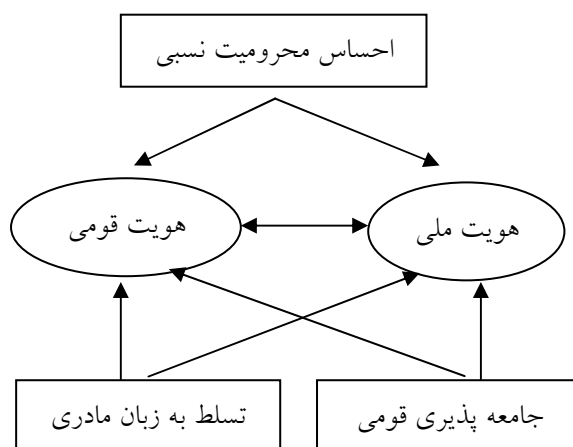 احساس محرومیت نسبی
هویت ملی
هویت قومی
جامعه پذیری قومی
تسلط به زبان مادری